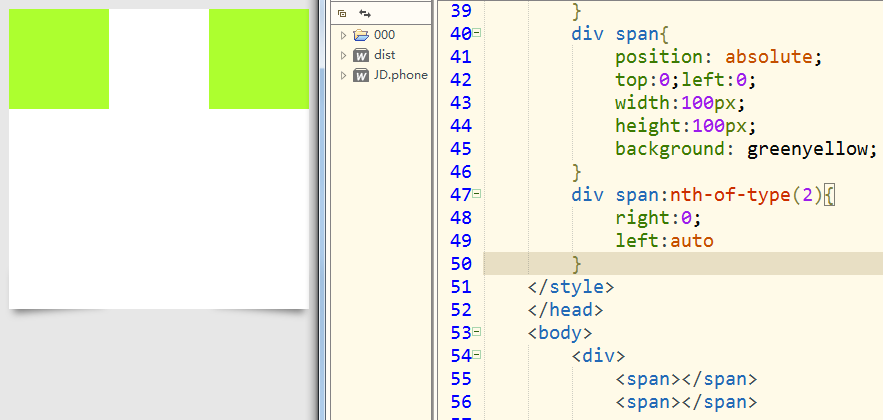 000
dist
JD.phone
39 }
40 div span{
41 position: absolute;
42 top:0;left:0;
43 width:100px;
44 height:100px;
45 background: greenyellow;
46 }
47 div span:nth-of-type(2){
48 right:0;
49 left:auto
50 }
51 </style>
52 </head>
53 <body>
54 <div>
55 <span></span>
56 <span></span>